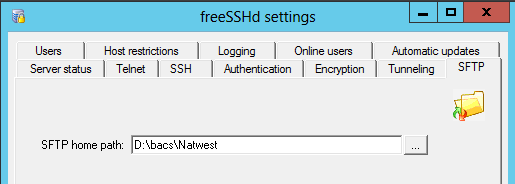 freeSSHd settings
Users Host restrictions Logging Online users Automatic updates
Server status Telnet SSH Authentication Encryption Tunneling SFTP
SFTP home path: D:\bacs\Natwest ...